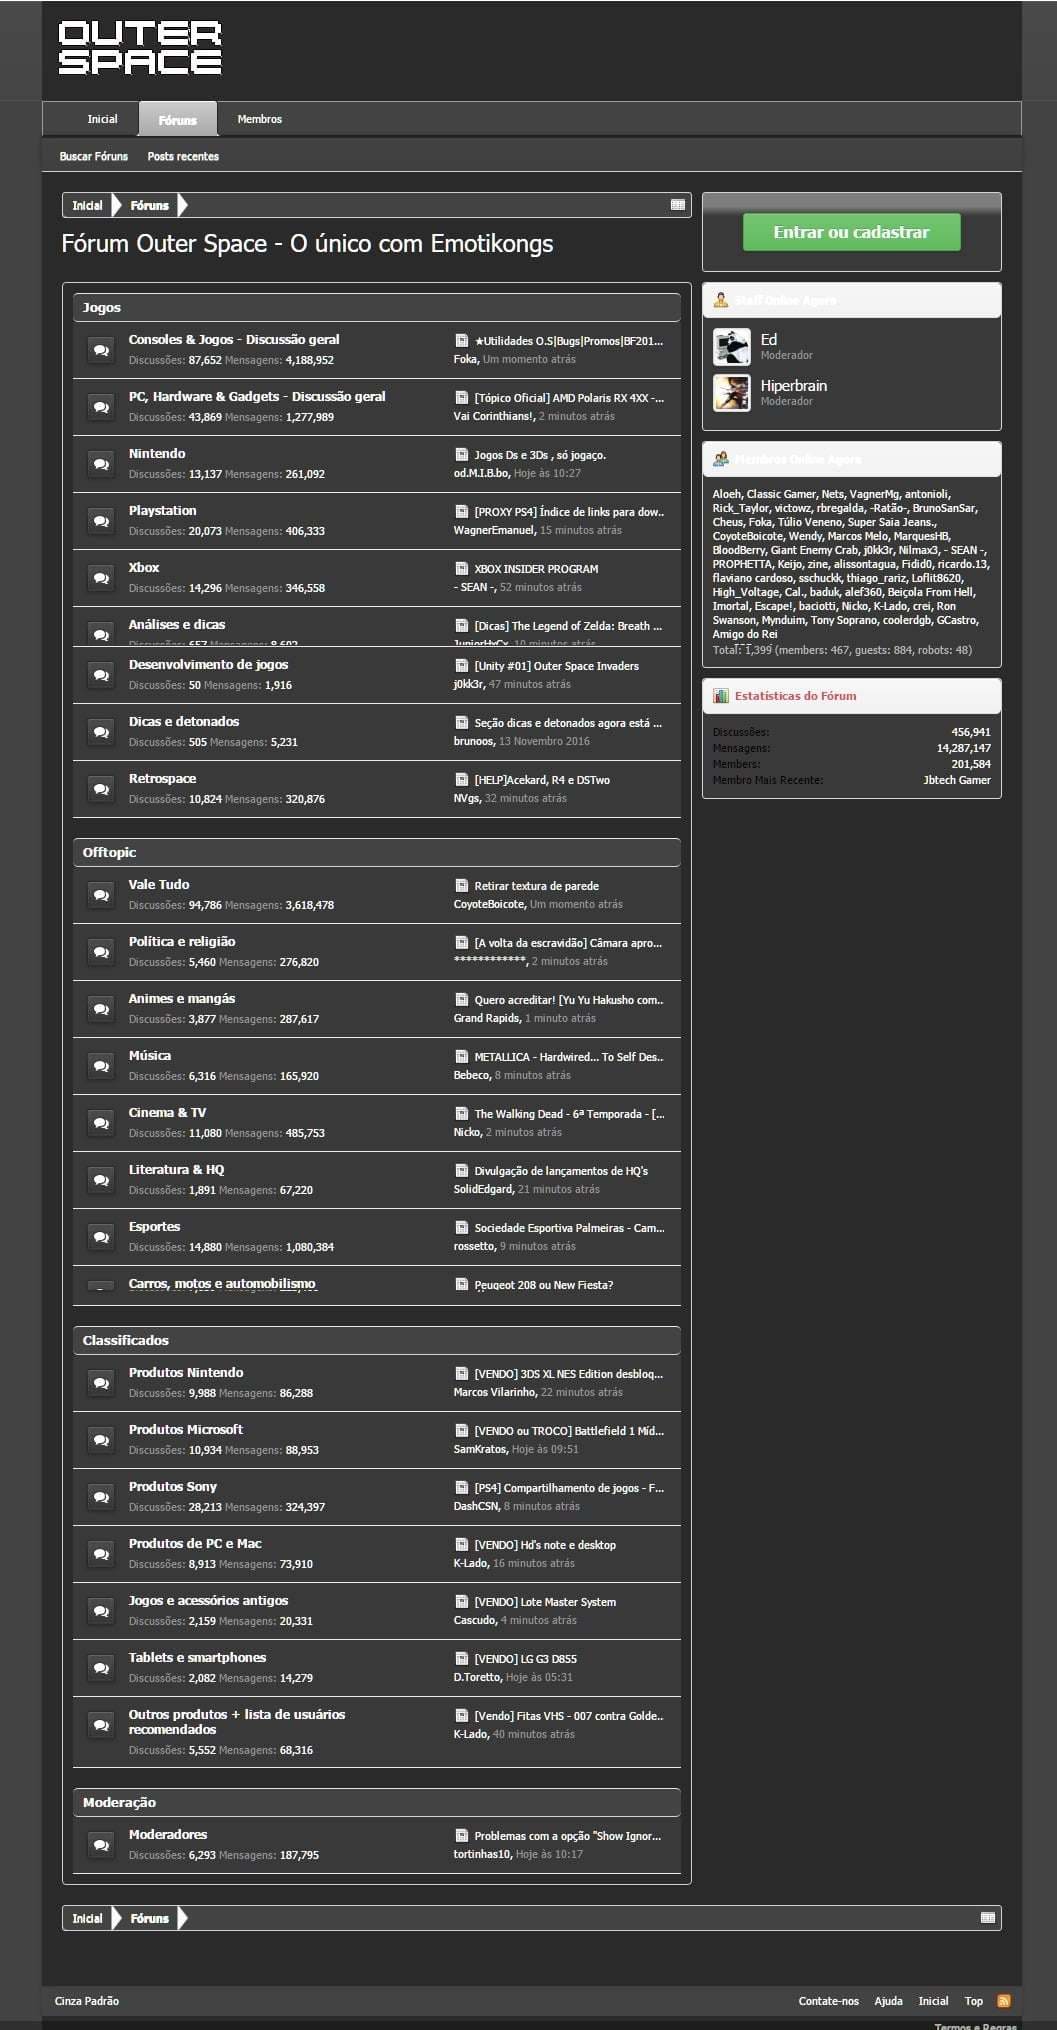 OUTER
SPACE
Inicial Fóruns Membros
Buscar Fóruns Posts recentes
Inicial Fóruns
Fórum Outer Space - O único com Emotikongs
Jogos
Consoles & Jogos - Discussão geral
Discussões: 87,652 Mensagens: 4,188,952
★Utilidades O.S|Bugs|Promos|BF201...
Foka, Um momento atrás
PC, Hardware & Gadgets - Discussão geral
Discussões: 43,869 Mensagens: 1,277,989
[Tópico Oficial] AMD Polaris RX 4XX -...
Vai Corinthians!, 2 minutos atrás
Nintendo
Discussões: 13,137 Mensagens: 261,092
Jogos Ds e 3Ds , só jogaço.
od.M.I.B.bo, Hoje às 10:27
Playstation
Discussões: 20,073 Mensagens: 406,333
[PROXY PS4] Índice de links para dow..
WagnerEmanuel, 15 minutos atrás
Xbox
Discussões: 14,296 Mensagens: 346,558
XBOX INSIDER PROGRAM
- SEAN -, 52 minutos atrás
Análises e dicas
Discussões: 657 Mensagens: 8,602
[Dicas] The Legend of Zelda: Breath ...
JuniorHxCx, 10 minutos atrás
Desenvolvimento de jogos
Discussões: 50 Mensagens: 1,916
[Unity #01] Outer Space Invaders
j0kk3r, 47 minutos atrás
Dicas e detonados
Discussões: 505 Mensagens: 5,231
Seção dicas e detonados agora está ...
brunoos, 13 Novembro 2016
Retrospace
Discussões: 10,824 Mensagens: 320,876
[HELP]Acekard, R4 e DSTwo
NVgs, 32 minutos atrás
Offtopic
Vale Tudo
Discussões: 94,786 Mensagens: 3,618,478
Retirar textura de parede
CoyoteBoicote, Um momento atrás
Política e religião
Discussões: 5,460 Mensagens: 276,820
[A volta da escravidão] Câmara apro...
************, 2 minutos atrás
Animes e mangás
Discussões: 3,877 Mensagens: 287,617
Quero acreditar! [Yu Yu Hakusho com..
Grand Rapids, 1 minuto atrás
Música
Discussões: 6,316 Mensagens: 165,920
METALLICA - Hardwired... To Self Des..
Bebeco, 8 minutos atrás
Cinema & TV
Discussões: 11,080 Mensagens: 485,753
The Walking Dead - 6ª Temporada - [...
Nicko, 2 minutos atrás
Literatura & HQ
Discussões: 1,891 Mensagens: 67,220
Divulgação de lançamentos de HQ's
SolidEdgard, 21 minutos atrás
Esportes
Discussões: 14,880 Mensagens: 1,080,384
Sociedade Esportiva Palmeiras - Cam...
rossetto, 9 minutos atrás
Carros, motos e automobilismo
Peugeot 208 ou New Fiesta?
Classificados
Produtos Nintendo
Discussões: 9,988 Mensagens: 86,288
[VENDO] 3DS XL NES Edition desbloq...
Marcos Vilarinho, 22 minutos atrás
Produtos Microsoft
Discussões: 10,934 Mensagens: 88,953
[VENDO ou TROCO] Battlefield 1 Míd...
SamKratos, Hoje às 09:51
Produtos Sony
Discussões: 28,213 Mensagens: 324,397
[PS4] Compartilhamento de jogos - F...
DashCSN, 8 minutos atrás
Produtos de PC e Mac
Discussões: 8,913 Mensagens: 73,910
[VENDO] Hd's note e desktop
K-Lado, 16 minutos atrás
Jogos e acessórios antigos
Discussões: 2,159 Mensagens: 20,331
[VENDO] Lote Master System
Cascudo, 4 minutos atrás
Tablets e smartphones
Discussões: 2,082 Mensagens: 14,279
[VENDO] LG G3 D855
D.Toretto, Hoje às 05:31
Outros produtos + lista de usuários
recomendados
Discussões: 5,552 Mensagens: 68,316
[Vendo] Fitas VHS - 007 contra Golde..
K-Lado, 40 minutos atrás
Moderação
Moderadores
Discussões: 6,293 Mensagens: 187,795
Problemas com a opção "Show Ignor...
tortinhas10, Hoje às 10:17
Inicial Fóruns
Entrar ou cadastrar
Staff Online Agora
Ed
Moderador
Hiperbrain
Moderador
Membros Online Agora
Aloeh, Classic Gamer, Nets, VagnerMg, antonioli,
Rick_Taylor, victowz, rbregalda, -Ratão-, BrunoSanSar,
Cheus, Foka, Túlio Veneno, Super Saia Jeans.,
CoyoteBoicote, Wendy, Marcos Melo, MarquesHB,
BloodBerry, Giant Enemy Crab, j0kk3r, Nilmax3, - SEAN -,
PROPHETTA, Keijo, zine, alissontagua, Fidid0, ricardo.13,
flaviano cardoso, sschuckk, thiago_rariz, Loflit8620,
High_Voltage, Cal., baduk, alef360, Beiçola From Hell,
Imortal, Escape!, baciotti, Nicko, K-Lado, crei, Ron
Swanson, Mynduim, Tony Soprano, coolerdgb, GCastro,
Amigo do Rei
Total: 1,399 (members: 467, guests: 884, robots: 48)
Estatísticas do Fórum
Discussões: 456,941
Mensagens: 14,287,147
Members: 201,584
Membro Mais Recente: Jbtech Gamer
Cinza Padrão Contate-nos Ajuda Inicial Top
Termos e Regras